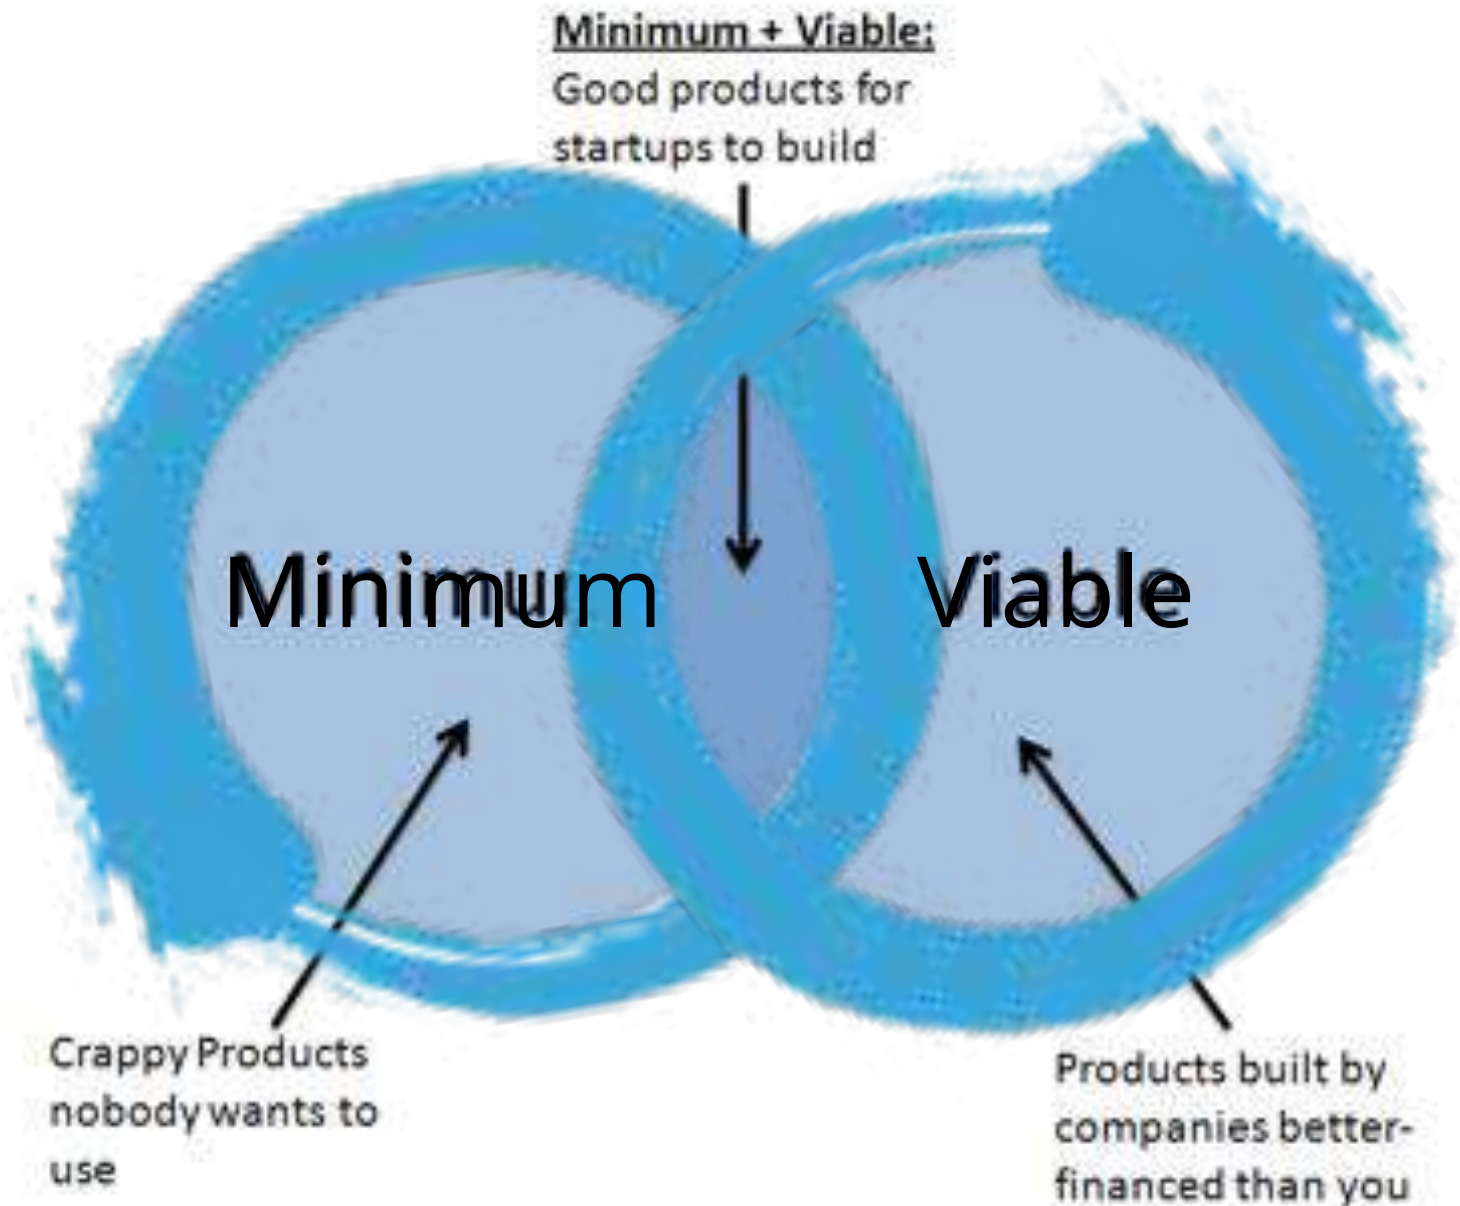 Minimum + Viable:
Good products for
startups to build
Minimum
Viable
Crappy Products
nobody wants to
use
Products built by
companies better-
financed than you